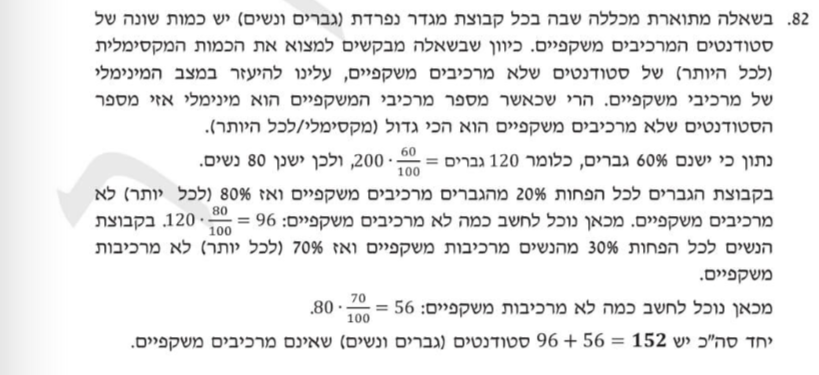 82. בשאלה מתוארת מכללה שבה בכל קבוצת מגדר נפרדת (גברים ונשים) יש כמות שונה של
סטודנטים המרכיבים משקפיים. כיוון שבשאלה מבקשים למצוא את הכמות המקסימלית
(לכל היותר) של סטודנטים שלא מרכיבים משקפיים, עלינו להיעזר במצב המינימלי
של מרכיבי משקפיים. הרי שכאשר מספר מרכיבי המשקפיים הוא מינימלי אזי מספר
הסטודנטים שלא מרכיבים משקפיים הוא הכי גדול (מקסימלי/לכל היותר).
נתון כי ישנם 60% גברים, כלומר 120 גברים = 200 · 60/100, ולכן ישנן 80 נשים.
בקבוצת הגברים לכל הפחות 20% מהגברים מרכיבים משקפיים ואז 80% (לכל יותר) לא
מרכיבים משקפיים. מכאן נוכל לחשב כמה לא מרכיבים משקפיים: 120 · 80/100 = 96. בקבוצת
הנשים לכל הפחות 30% מהנשים מרכיבות משקפיים ואז 70% (לכל יותר) לא מרכיבות
משקפיים.
מכאן נוכל לחשב כמה לא מרכיבות משקפיים: 80 · 70/100 = 56.
יחד סה"כ יש 96 + 56 = 152 סטודנטים (גברים ונשים) שאינם מרכיבים משקפיים.